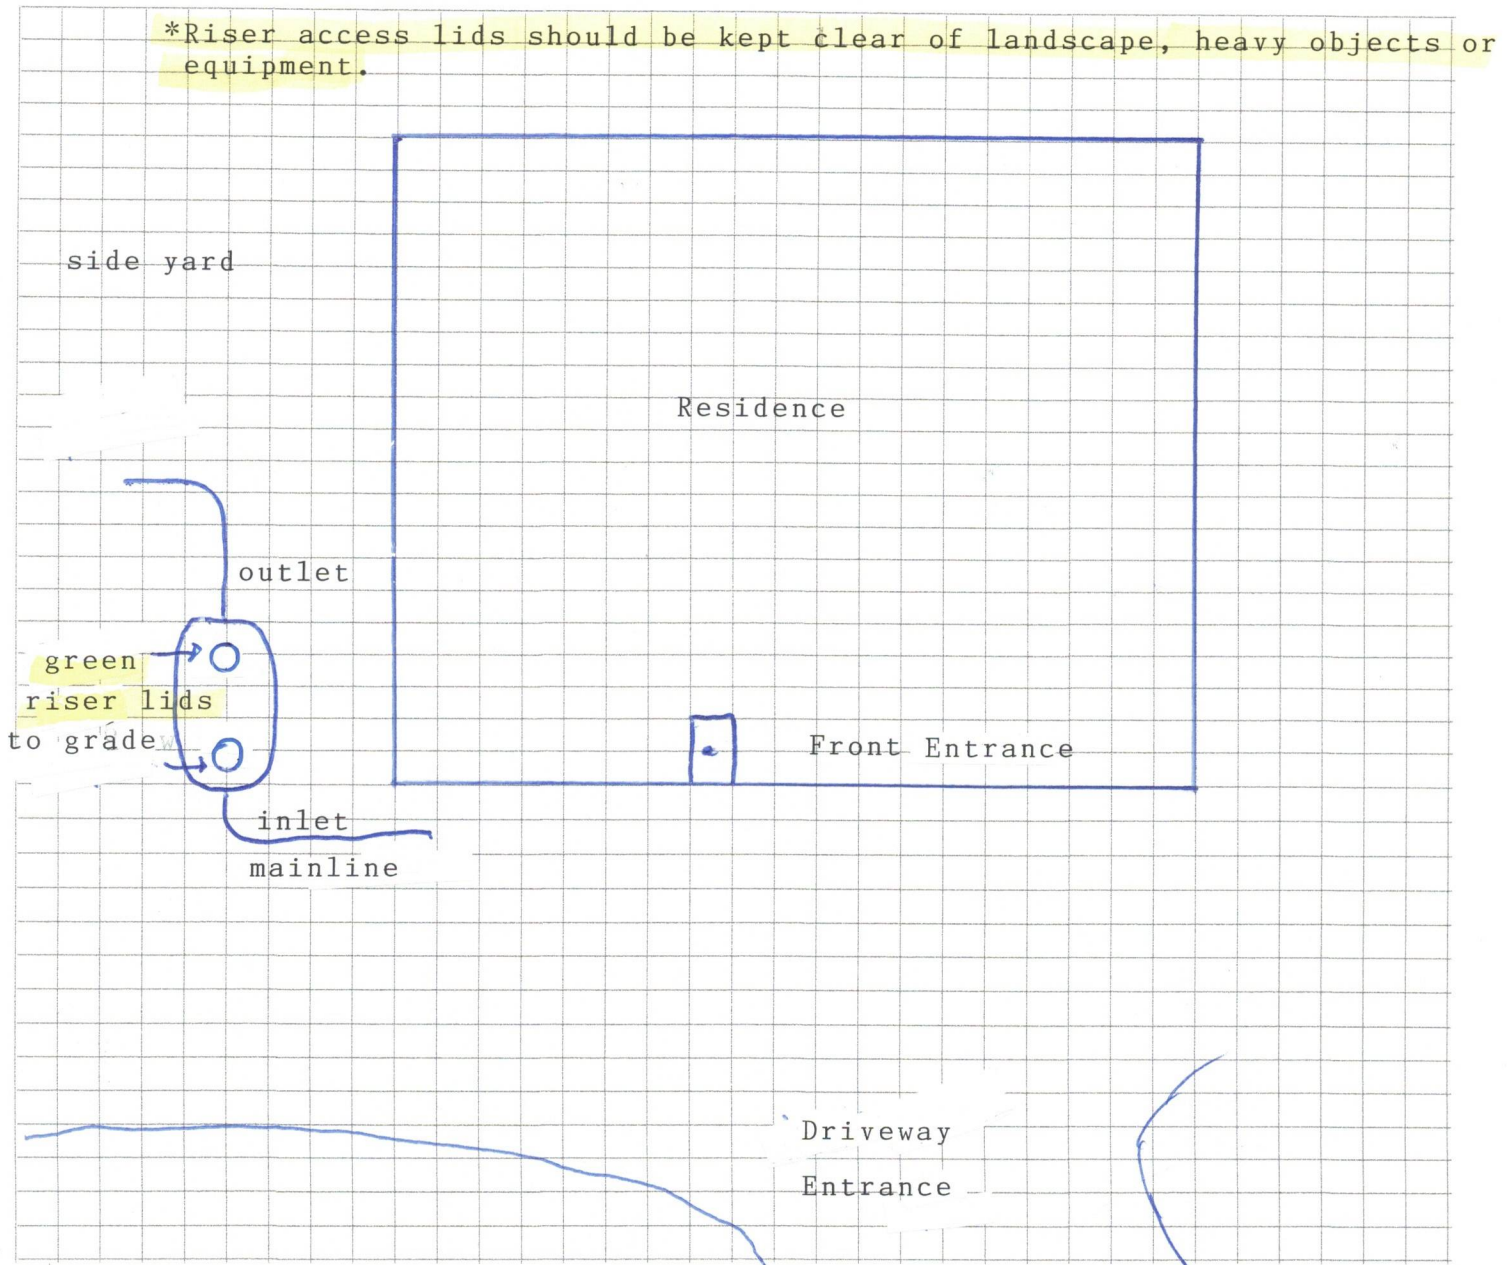 *Riser access lids should be kept clear of landscape, heavy objects or
equipment.
side yard
Residence
outlet
green
riser lids
to grade
Front Entrance
inlet
mainline
Driveway
Entrance